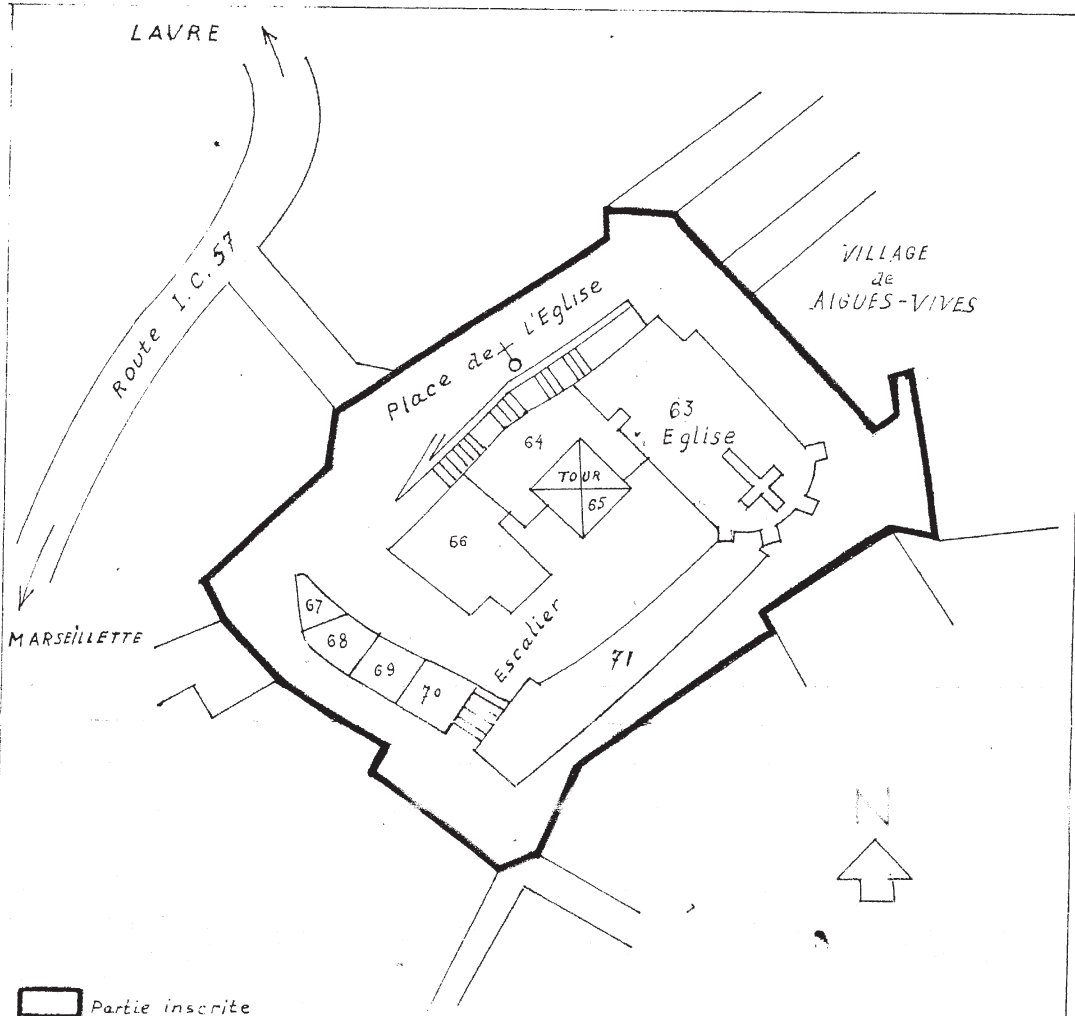 LAVRE
Route I.C.57
Place de L'Eglise
VILLAGE
de
AIGUES-VIVES
63
Eglise
64
TOUR
65
66
67
68
69
70
Escalier
71
MARSEILLETTE
N
Partie inscrite